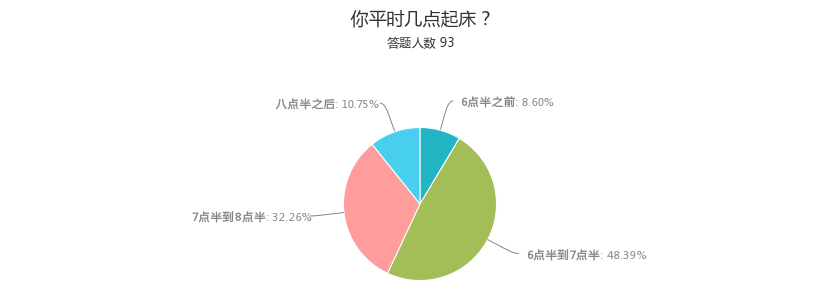 你平时几点起床？
答题人数 93
八点半之后: 10.75%
6点半之前: 8.60%
7点半到8点半: 32.26%
6点半到7点半: 48.39%